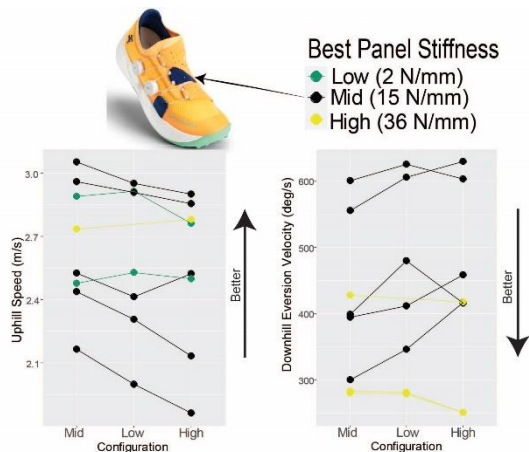 Best Panel Stiffness
Low (2 N/mm)
Mid (15 N/mm)
High (36 N/mm)
Uphill Speed (m/s)
3.0
2.7
2.4
2.1
Mid Low High
Configuration
Better
Downhill Eversion Velocity (deg/s)
600
500
400
300
Mid Low High
Configuration
Better